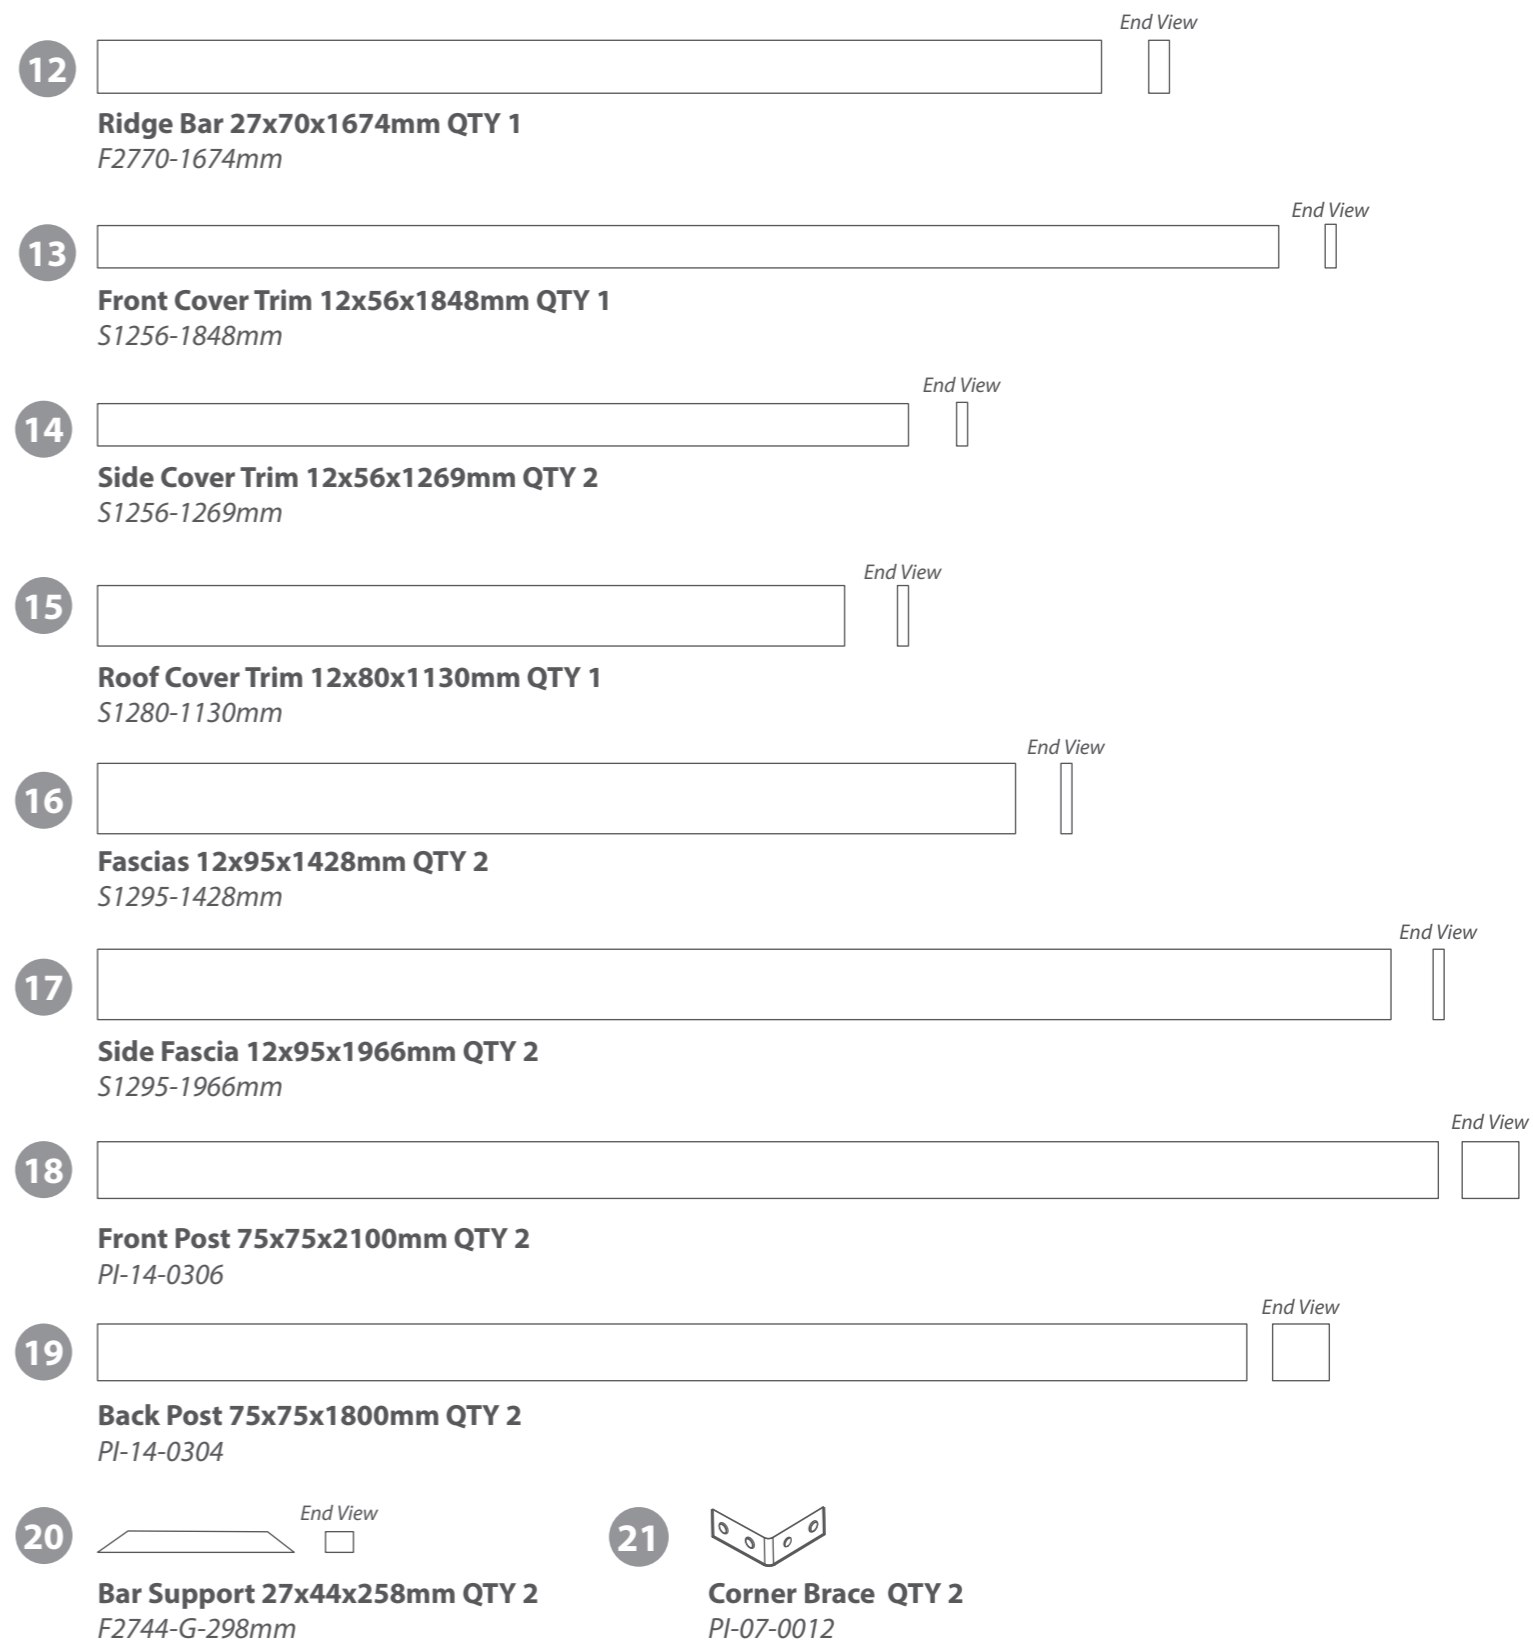 End View
12
Ridge Bar 27x70x1674mm QTY 1
F2770-1674mm
End View
13
Front Cover Trim 12x56x1848mm QTY 1
S1256-1848mm
End View
14
Side Cover Trim 12x56x1269mm QTY 2
S1256-1269mm
End View
15
Roof Cover Trim 12x80x1130mm QTY 1
S1280-1130mm
End View
16
Fascias 12x95x1428mm QTY 2
S1295-1428mm
End View
17
Side Fascia 12x95x1966mm QTY 2
S1295-1966mm
End View
18
Front Post 75x75x2100mm QTY 2
PI-14-0306
End View
19
Back Post 75x75x1800mm QTY 2
PI-14-0304
End View
20
Bar Support 27x44x258mm QTY 2
F2744-G-298mm
21
Corner Brace QTY 2
PI-07-0012